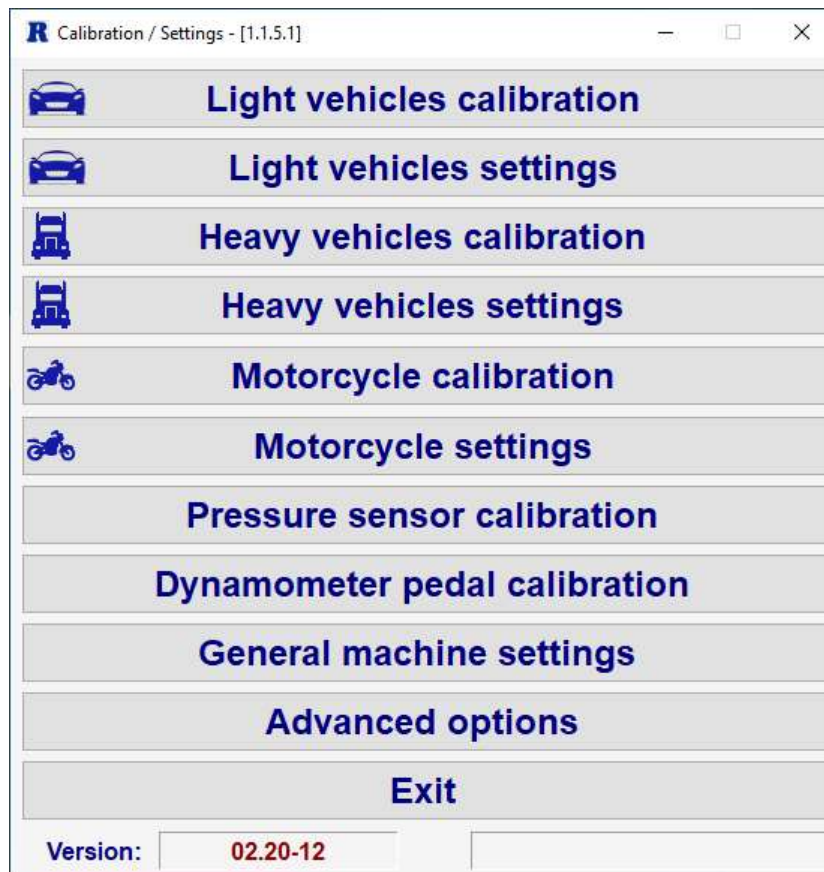 R Calibration / Settings - [1.1.5.1]
Light vehicles calibration
Light vehicles settings
Heavy vehicles calibration
Heavy vehicles settings
Motorcycle calibration
Motorcycle settings
Pressure sensor calibration
Dynamometer pedal calibration
General machine settings
Advanced options
Exit
Version: 02.20-12